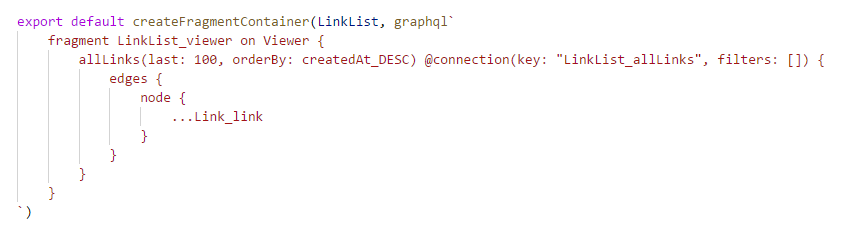 export default createFragmentContainer(LinkList, graphql`
    fragment LinkList_viewer on Viewer {
        allLinks(last: 100, orderBy: createdAt_DESC) @connection(key: "LinkList_allLinks", filters: []) {
            edges {
                node {
                    ...Link_link
                }
            }
        }
    }
`)